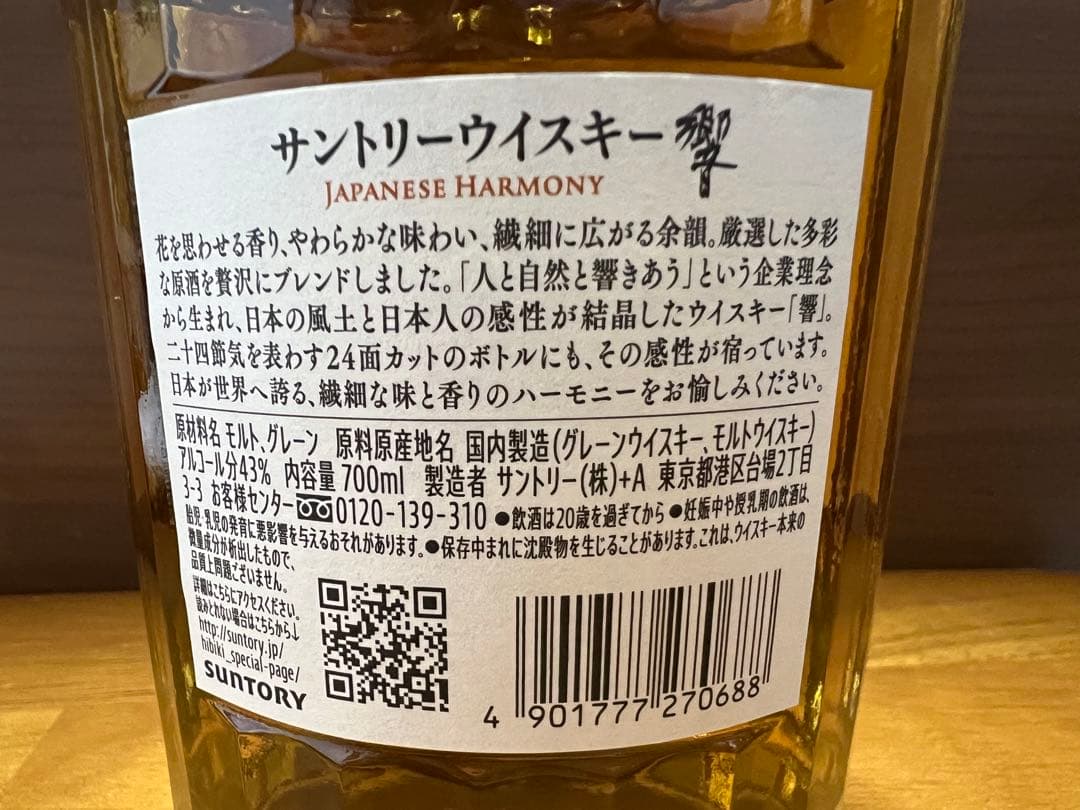 サントリーウイスキー 響
JAPANESE HARMONY
花を思わせる香り、やわらかな味わい、繊細に広がる余韻。厳選した多彩
な原酒を贅沢にブレンドしました。「人と自然と響きあう」という企業理念
から生まれ、日本の風土と日本人の感性が結晶したウイスキー「響」。
二十四節気を表わす24面カットのボトルにも、その感性が宿っています。
日本が世界へ誇る、繊細な味と香りのハーモニーをお愉しみください。
原材料名 モルト、グレーン 原料原産地名 国内製造(グレーンウイスキー、モルトウイスキー)
アルコール分43% 内容量 700ml 製造者 サントリー(株)+A 東京都港区台場2丁目
3-3 お客様センター 0120-139-310 ●飲酒は20歳を過ぎてから ●妊娠中や授乳期の飲酒は、
胎児・乳児の発育に悪影響を与えるおそれがあります。●保存中まれに沈殿物を生じることがあります。これは、ウイスキー本来の
微量成分が析出したもので、
品質上問題ございません。
詳細はこちらにアクセスください。
読みとれない場合はこちらから↓
http://suntory.jp/
hibiki_special-page/
SUNTORY
4 901777 270688